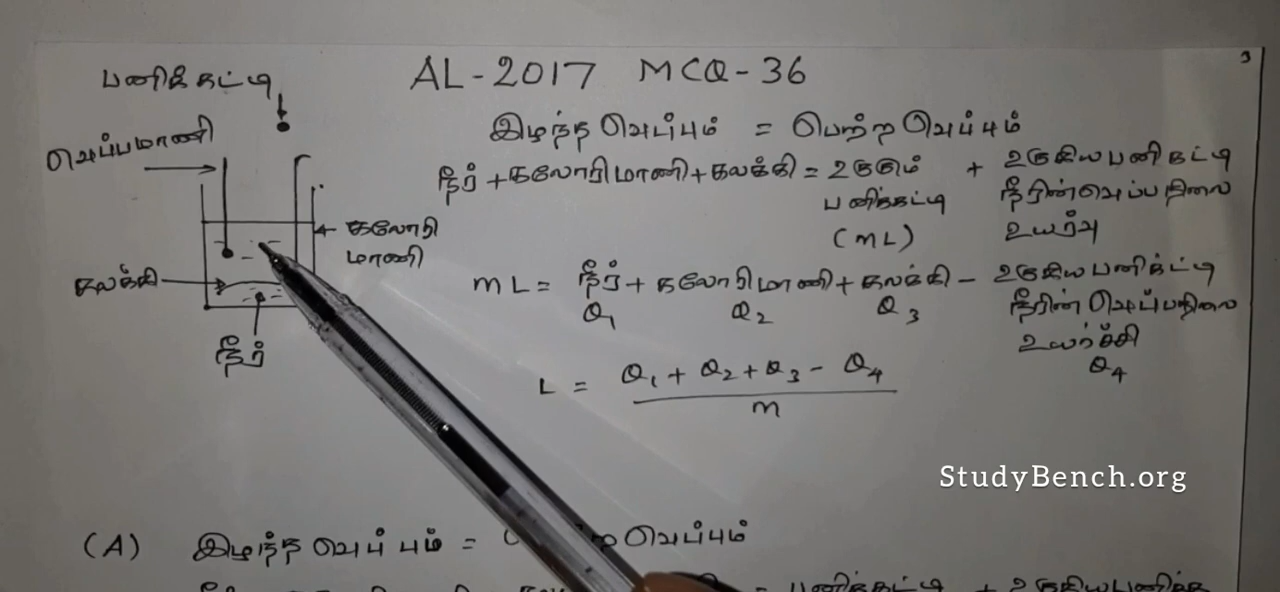 3
AL-2017 MCQ-36
பனிக்கட்டி
வெப்பமானி
கலோரி
மானி
கலக்கி
நீர்
இழந்த வெப்பம் = பெற்ற வெப்பம்
நீர் + கலோரிமானி + கலக்கி = உருகும் + உருகிய பனிகட்டி
பனிக்கட்டி நீரின் வெப்பநிலை
(mL) உயர்வு
mL = நீர் + கலோரிமானி + கலக்கி - உருகிய பனிக்ட்டி
Q1 Q2 Q3 நீரின் வெப்பநிலை
உயர்ச்சி
Q4
L = Q1 + Q2 + Q3 - Q4
m
StudyBench.org
(A) இழந்த வெப்பம் = வெப்பம்